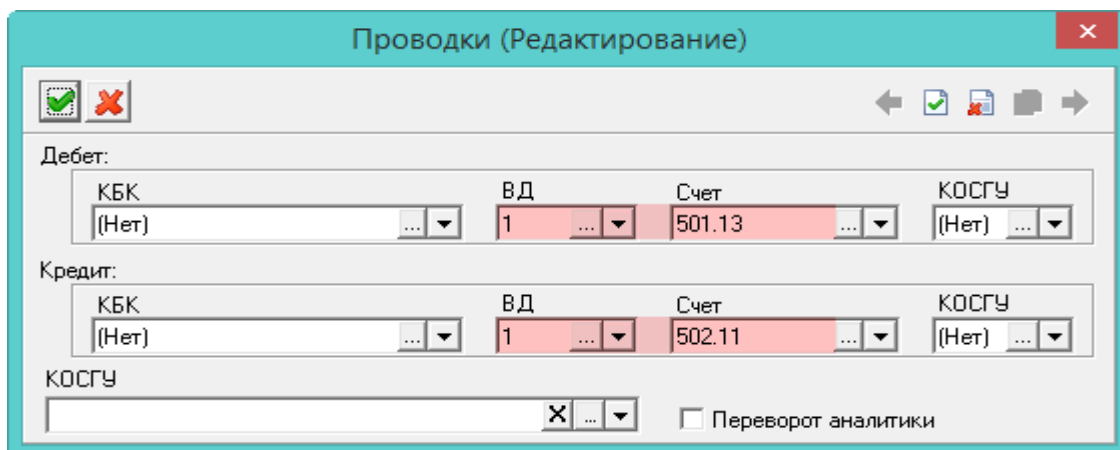 Проводки (Редактирование)
Дебет:
КБК ВД Счет КОСГУ
(Нет) ... 1 ... 501.13 ... (Нет) ...
Кредит:
КБК ВД Счет КОСГУ
(Нет) ... 1 ... 502.11 ... (Нет) ...
КОСГУ
X ... Переворот аналитики